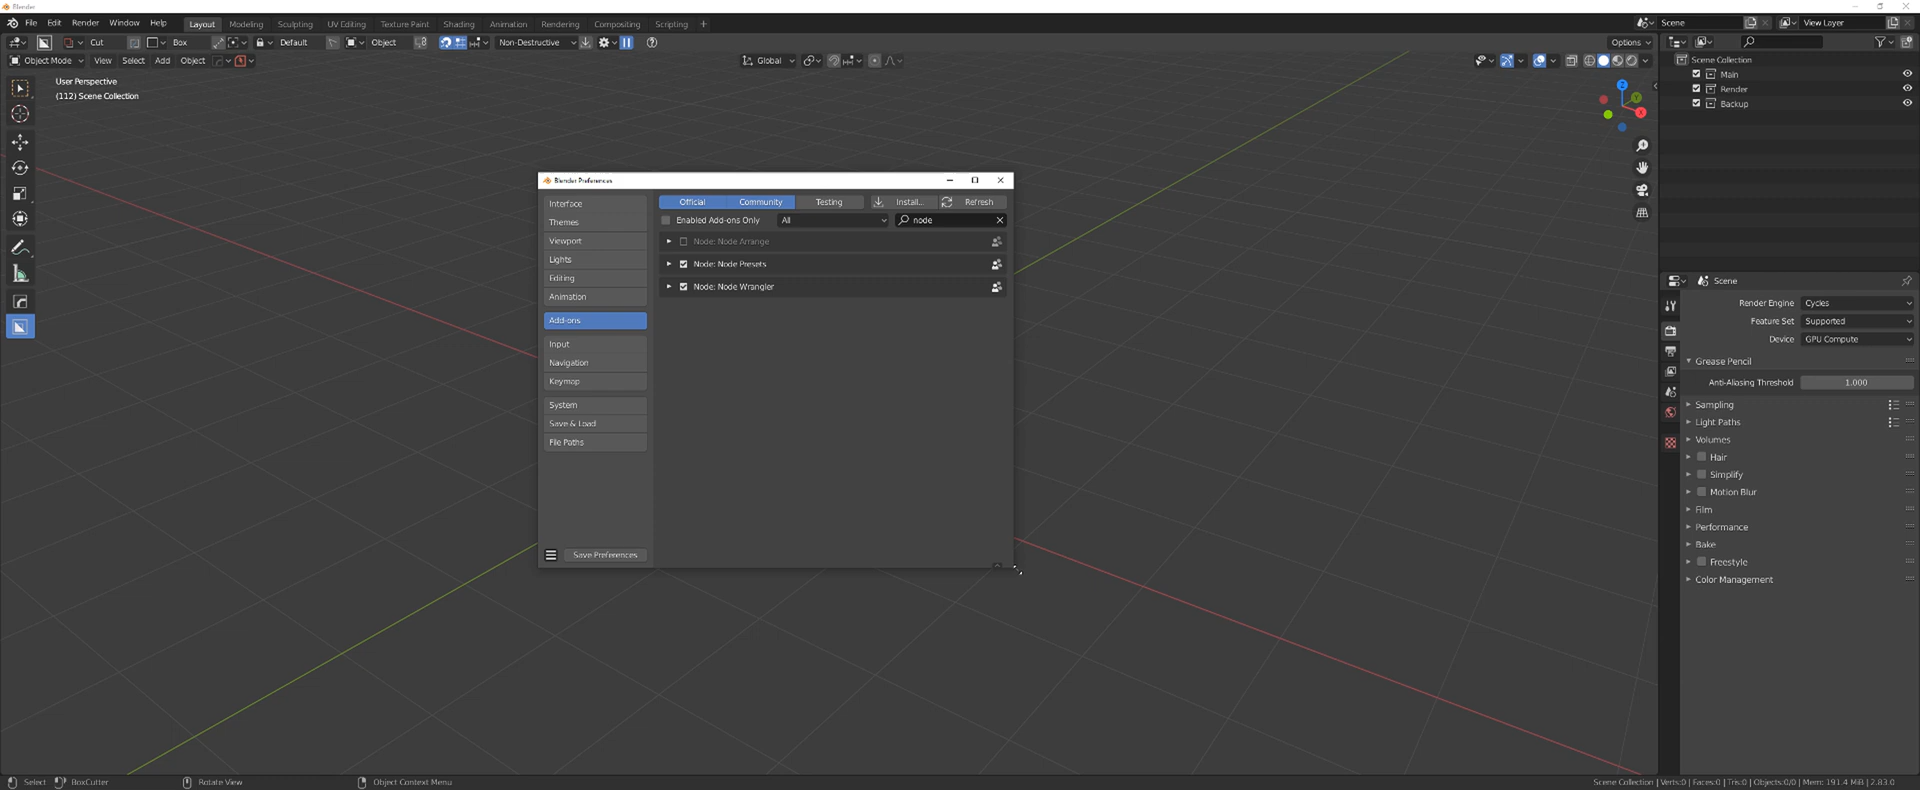 Blender
File Edit Render Window Help Layout Modeling Sculpting UV Editing Texture Paint Shading Animation Rendering Compositing Scripting +
Scene View Layer
Cut Box Default Object Non-Destructive Options
Object Mode View Select Add Object Global
User Perspective
(112) Scene Collection
Z
Y
X
Scene Collection
Main
Render
Backup
Blender Preferences
Interface
Themes
Viewport
Lights
Editing
Animation
Add-ons
Input
Navigation
Keymap
System
Save & Load
File Paths
Save Preferences
Official Community Testing Install... Refresh
Enabled Add-ons Only All node
Node: Node Arrange
Node: Node Presets
Node: Node Wrangler
Scene
Render Engine Cycles
Feature Set Supported
Device GPU Compute
Grease Pencil
Anti-Aliasing Threshold 1.000
Sampling
Light Paths
Volumes
Hair
Simplify
Motion Blur
Film
Performance
Bake
Freestyle
Color Management
Select BoxCutter Rotate View Object Context Menu
Scene Collection | Verts:0 | Faces:0 | Tris:0 | Objects:0/0 | Mem: 191.4 MiB | 2.83.0